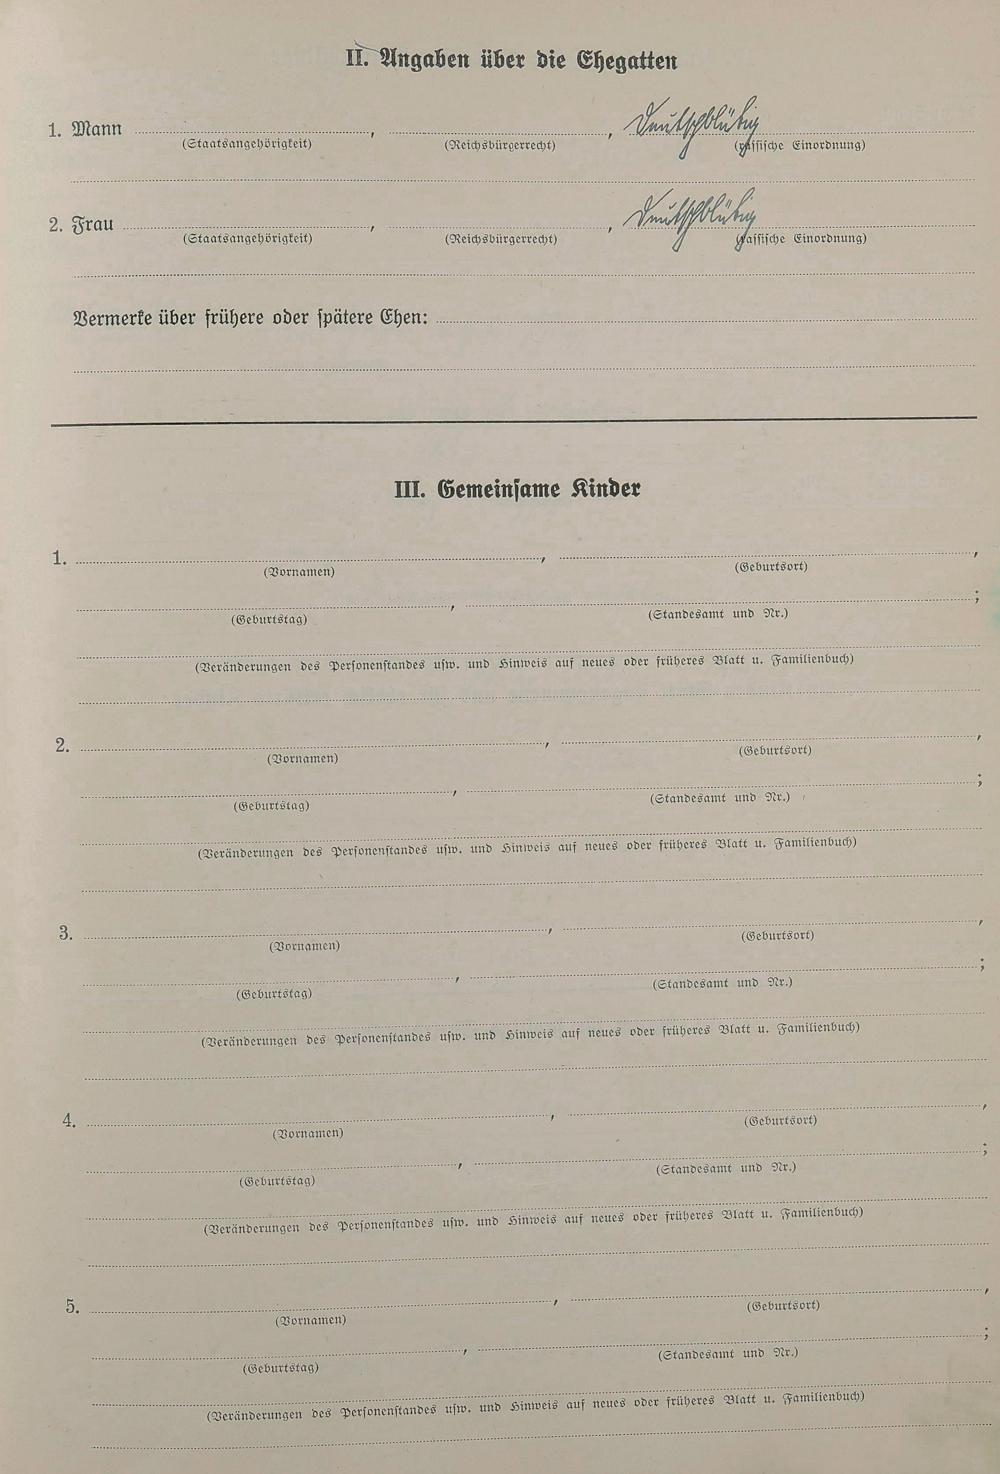 II. Angaben über die Ehegatten
1. Mann , , Deutschblütig
(Staatsangehörigkeit) (Reichsbürgerrecht) (rassische Einordnung)
2. Frau , , Deutschblütig
(Staatsangehörigkeit) (Reichsbürgerrecht) (rassische Einordnung)
Vermerke über frühere oder spätere Ehen:
III. Gemeinsame Kinder
1. , ,
(Vornamen) (Geburtsort)
, ;
(Geburtstag) (Standesamt und Nr.)
(Veränderungen des Personenstandes usw. und Hinweis auf neues oder früheres Blatt u. Familienbuch)
2. , ,
(Vornamen) (Geburtsort)
, ;
(Geburtstag) (Standesamt und Nr.)
(Veränderungen des Personenstandes usw. und Hinweis auf neues oder früheres Blatt u. Familienbuch)
3. , ,
(Vornamen) (Geburtsort)
, ;
(Geburtstag) (Standesamt und Nr.)
(Veränderungen des Personenstandes usw. und Hinweis auf neues oder früheres Blatt u. Familienbuch)
4. , ,
(Vornamen) (Geburtsort)
, ;
(Geburtstag) (Standesamt und Nr.)
(Veränderungen des Personenstandes usw. und Hinweis auf neues oder früheres Blatt u. Familienbuch)
5. , ,
(Vornamen) (Geburtsort)
, ;
(Geburtstag) (Standesamt und Nr.)
(Veränderungen des Personenstandes usw. und Hinweis auf neues oder früheres Blatt u. Familienbuch)